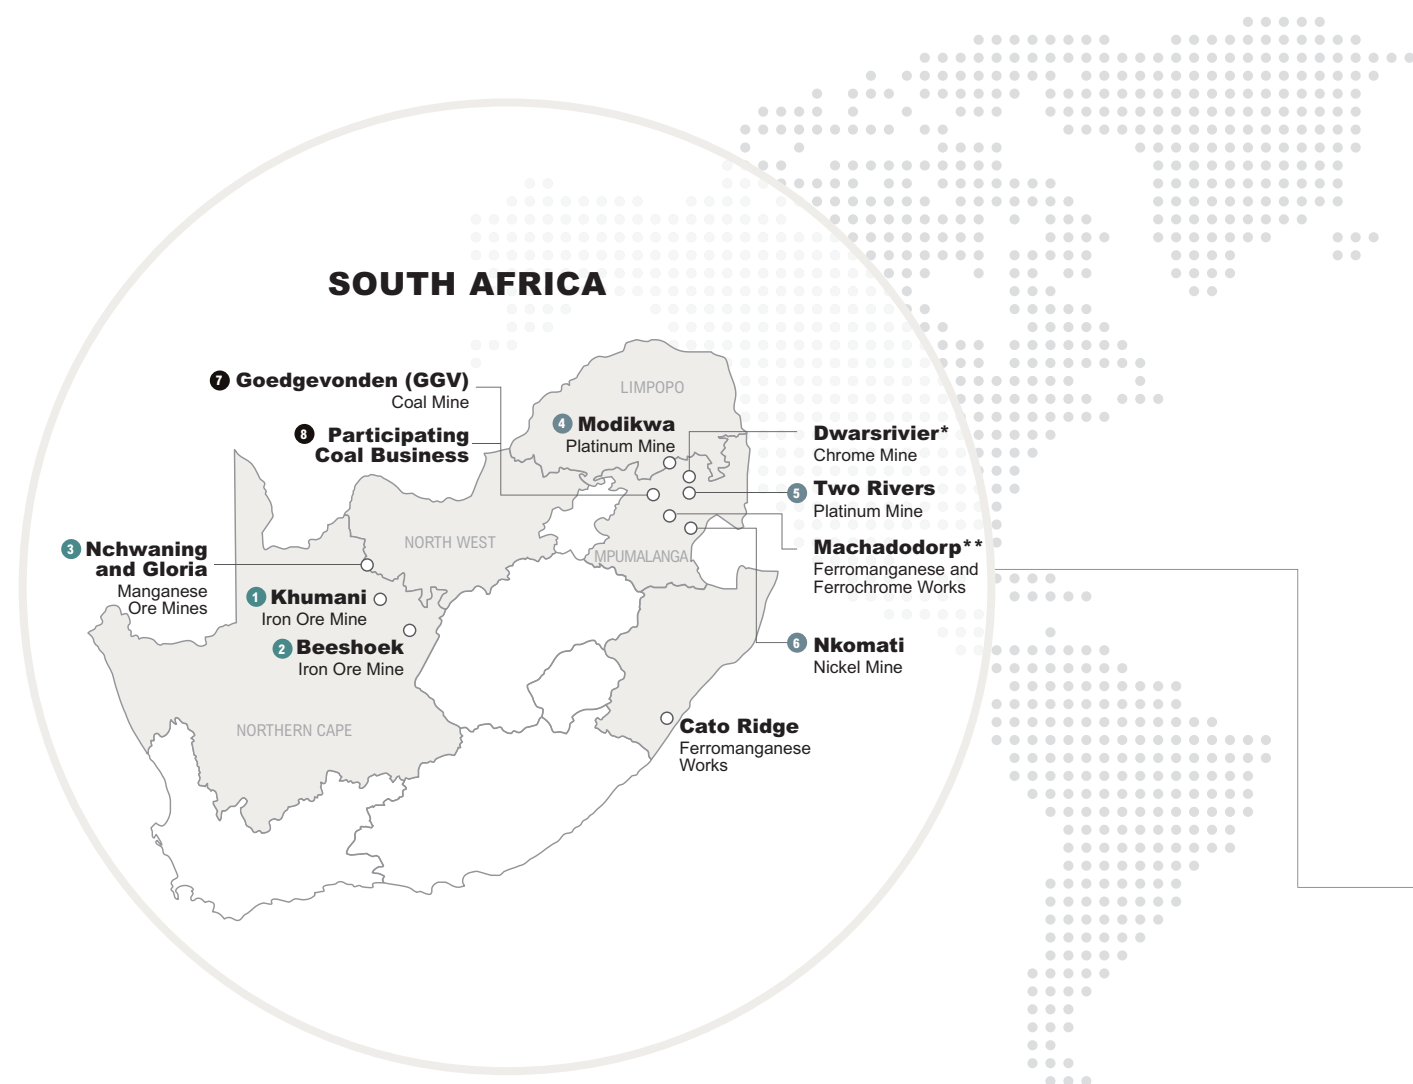 SOUTH AFRICA
7 Goedgevonden (GGV)
Coal Mine
8 Participating
Coal Business
LIMPOPO
4 Modikwa
Platinum Mine
Dwarsrivier*
Chrome Mine
5 Two Rivers
Platinum Mine
Machadodorp**
Ferromanganese and
Ferrochrome Works
6 Nkomati
Nickel Mine
NORTH WEST
MPUMALANGA
3 Nchwaning
and Gloria
Manganese
Ore Mines
1 Khumani
Iron Ore Mine
2 Beeshoek
Iron Ore Mine
NORTHERN CAPE
Cato Ridge
Ferromanganese
Works